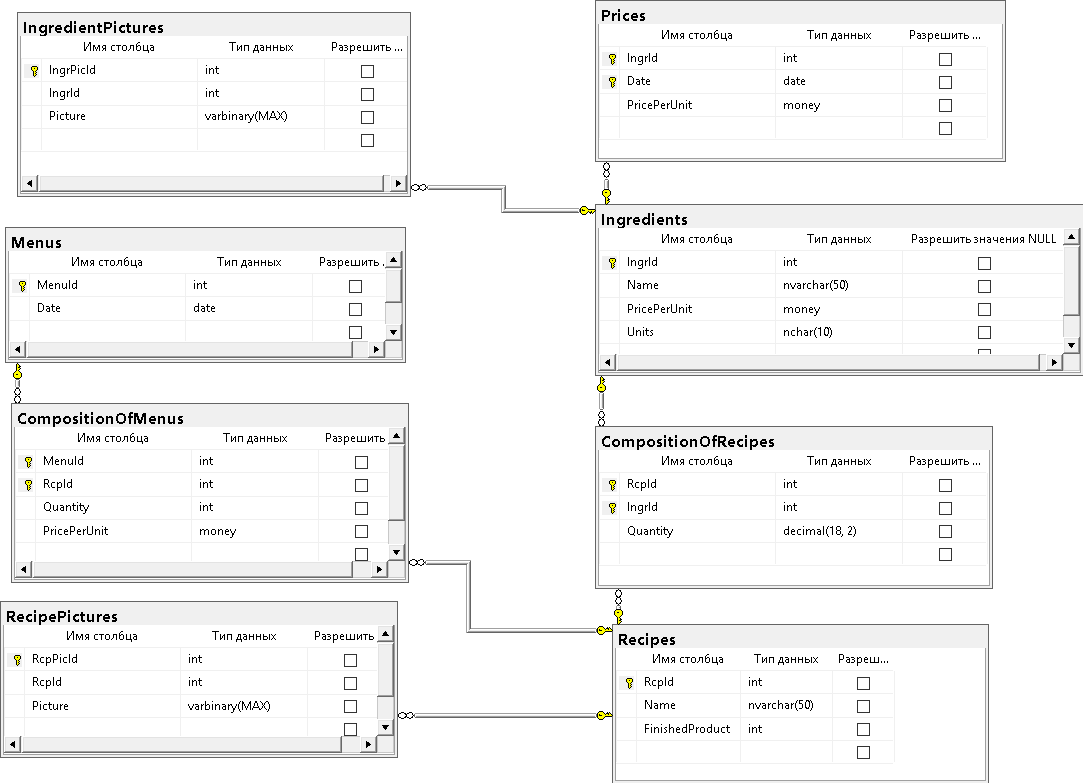 IngredientPictures
Имя столбца Тип данных Разрешить ...
IngrPicId int
IngrId int
Picture varbinary(MAX)
Prices
Имя столбца Тип данных Разрешить ...
IngrId int
Date date
PricePerUnit money
Ingredients
Имя столбца Тип данных Разрешить значения NULL
IngrId int
Name nvarchar(50)
PricePerUnit money
Units nchar(10)
Menus
Имя столбца Тип данных Разрешить .
MenuId int
Date date
CompositionOfMenus
Имя столбца Тип данных Разрешить
MenuId int
RcpId int
Quantity int
PricePerUnit money
CompositionOfRecipes
Имя столбца Тип данных Разрешить ...
RcpId int
IngrId int
Quantity decimal(18, 2)
RecipePictures
Имя столбца Тип данных Разрешить
RcpPicId int
RcpId int
Picture varbinary(MAX)
Recipes
Имя столбца Тип данных Разреш...
RcpId int
Name nvarchar(50)
FinishedProduct int